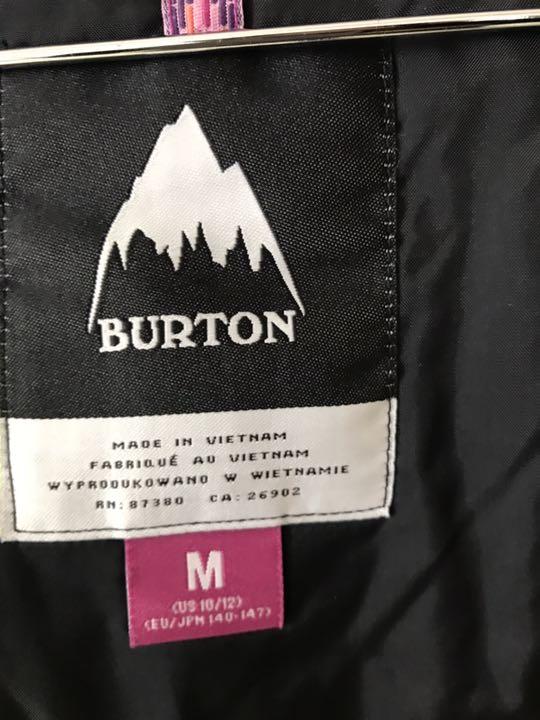 BURTON
MADE IN VIETNAM
FABRIQUÉ AU VIETNAM
WYPRODUKOWANO W WIETNAMIE
RN: 87380 CA: 26902
M
(US 10/12)
(EU/JPN 140-147)